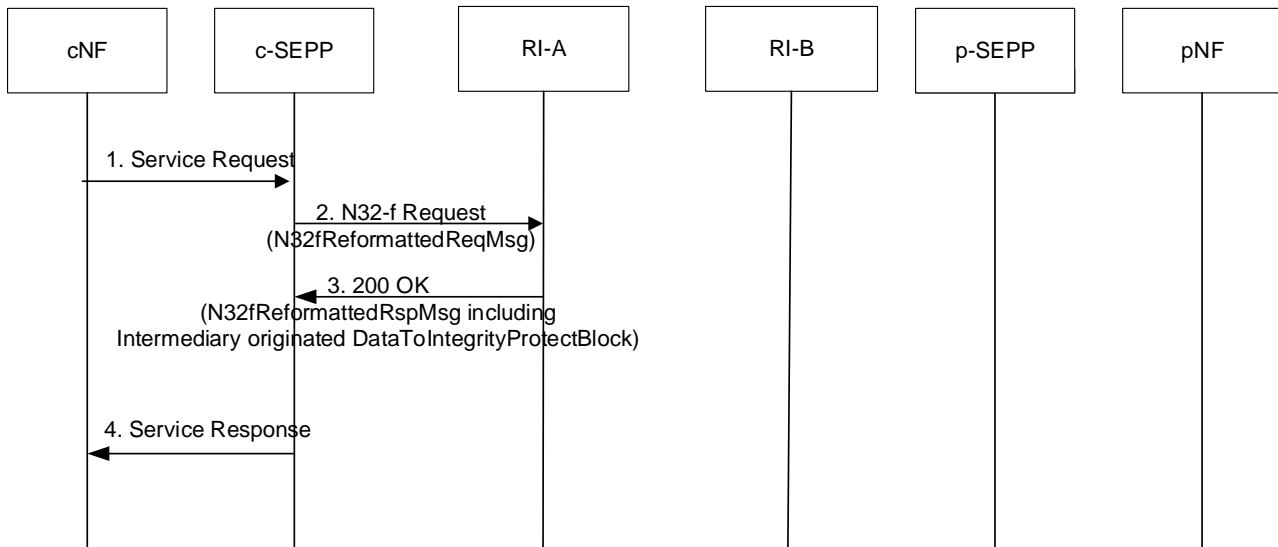 cNF
c-SEPP
RI-A
RI-B
p-SEPP
pNF
1. Service Request
2. N32-f Request
(N32fReformattedReqMsg)
3. 200 OK
(N32fReformattedRspMsg including
Intermediary originated DataToIntegrityProtectBlock)
4. Service Response